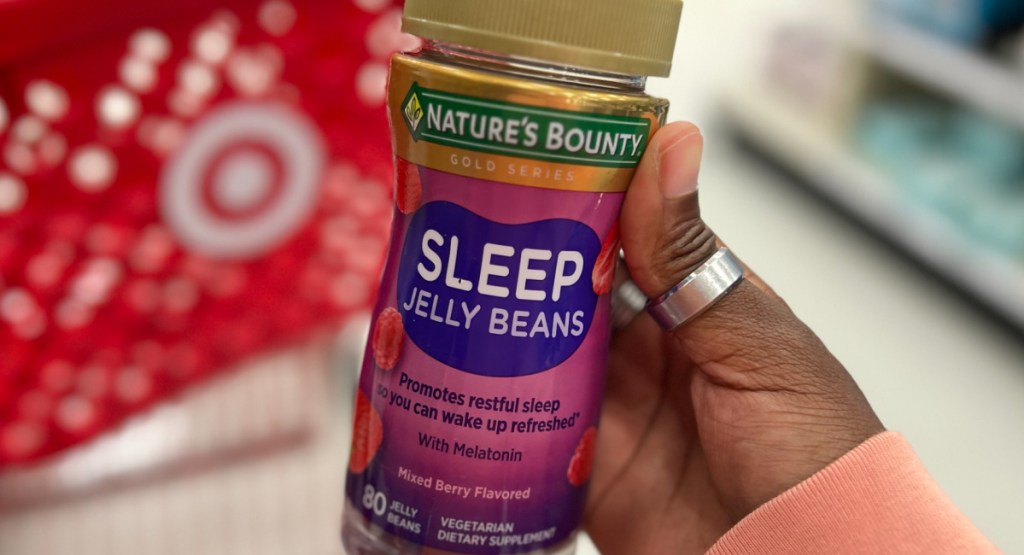 NATURE'S BOUNTY
GOLD SERIES
SLEEP
JELLY BEANS
Promotes restful sleep
so you can wake up refreshed*
With Melatonin
Mixed Berry Flavored
80 JELLY
BEANS
VEGETARIAN
DIETARY SUPPLEMENT